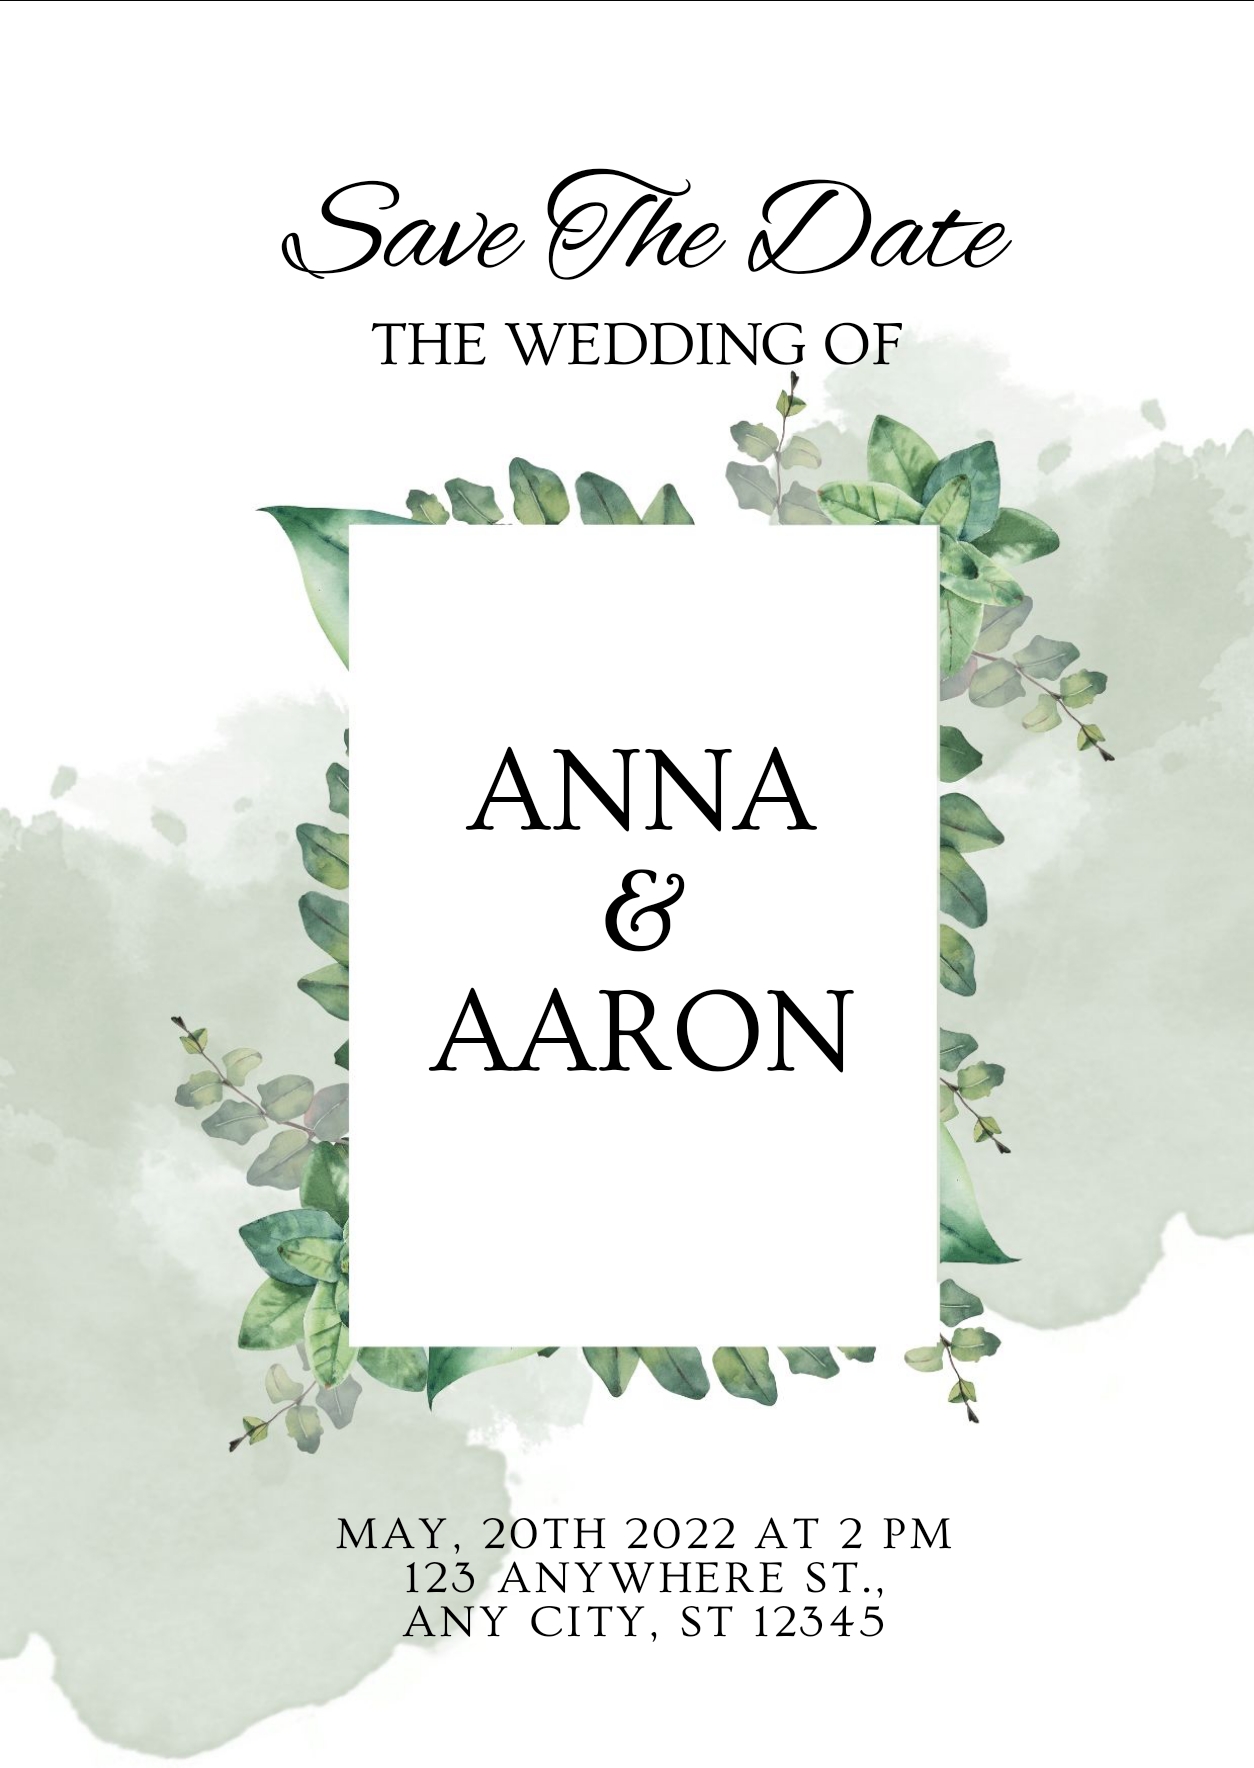 Save The Date
THE WEDDING OF
ANNA
&
AARON
MAY, 20TH 2022 AT 2 PM
123 ANYWHERE ST.,
ANY CITY, ST 12345